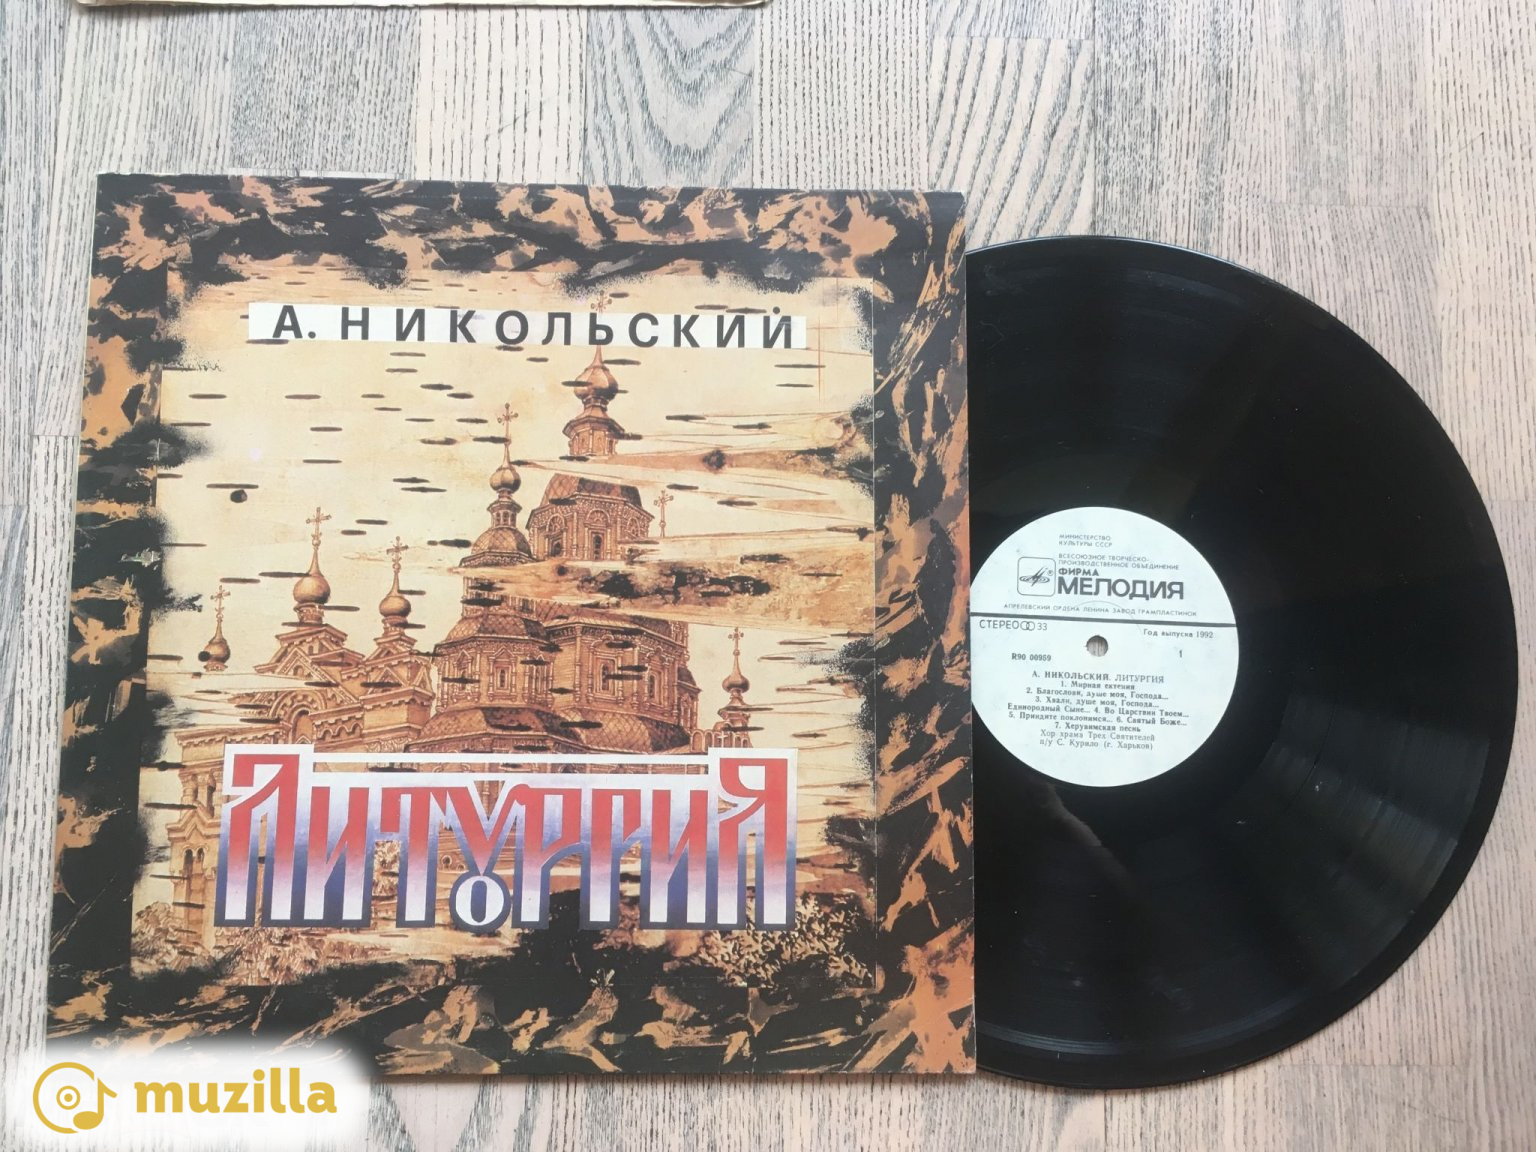 А. НИКОЛЬСКИЙ
ЛИТУРГИЯ
МИНИСТЕРСТВО
КУЛЬТУРЫ СССР
ВСЕСОЮЗНОЕ ТВОРЧЕСКО-
ПРОИЗВОДСТВЕННОЕ ОБЪЕДИНЕНИЕ
ФИРМА
МЕЛОДИЯ
АПРЕЛЕВСКИЙ ОРДЕНА ЛЕНИНА ЗАВОД ГРАМПЛАСТИНОК
СТЕРЕО 33
Год выпуска 1992
R90 00959
1
А. НИКОЛЬСКИЙ. ЛИТУРГИЯ
1. Мирная ектения
2. Благослови, душе моя, Господа...
3. Хвали, душе моя, Господа...
Единородный Сыне... 4. Во Царствии Твоем...
5. Приидите поклонимся... 6. Святый Боже...
7. Херувимская песнь
Хор храма Трех Святителей
п/у С. Курило (г. Харьков)
muzilla